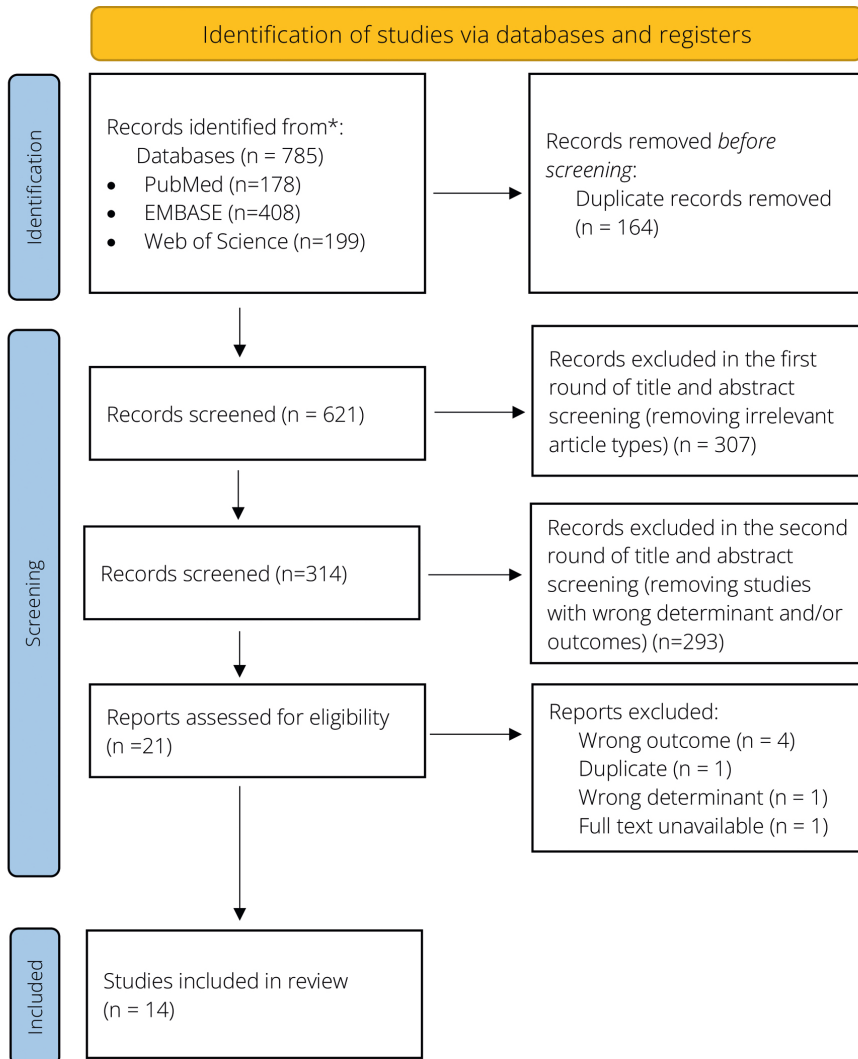 Identification of studies via databases and registers
Identification
Records identified from*:
Databases (n = 785)
• PubMed (n=178)
• EMBASE (n=408)
• Web of Science (n=199)
Records removed before
screening:
Duplicate records removed
(n = 164)
Screening
Records screened (n = 621)
Records excluded in the first
round of title and abstract
screening (removing irrelevant
article types) (n = 307)
Records screened (n=314)
Records excluded in the second
round of title and abstract
screening (removing studies
with wrong determinant and/or
outcomes) (n=293)
Reports assessed for eligibility
(n =21)
Reports excluded:
Wrong outcome (n = 4)
Duplicate (n = 1)
Wrong determinant (n = 1)
Full text unavailable (n = 1)
Included
Studies included in review
(n = 14)